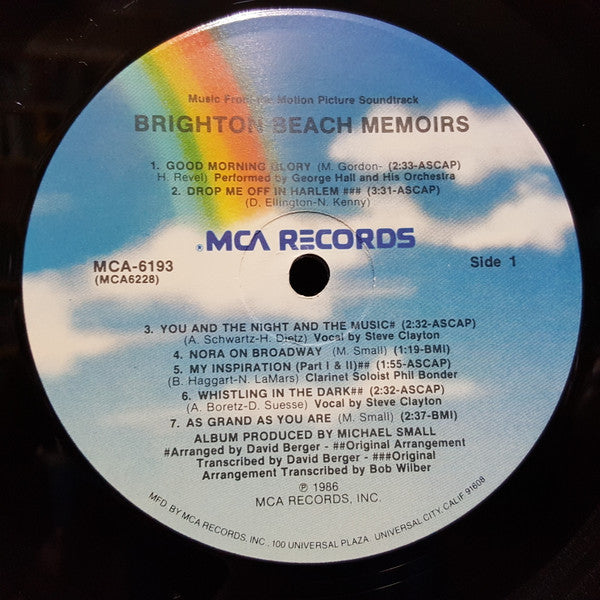 Music From the Motion Picture Soundtrack
BRIGHTON BEACH MEMOIRS
1. GOOD MORNING GLORY (M. Gordon- (2:33-ASCAP)
H. Revel) Performed by George Hall and His Orchestra
2. DROP ME OFF IN HARLEM ### (3:31-ASCAP)
(D. Ellington-N. Kenny)
® MCA RECORDS
MCA-6193
(MCA6228)
Side 1
3. YOU AND THE NIGHT AND THE MUSIC# (2:32-ASCAP)
(A. Schwartz-H. Dietz) Vocal by Steve Clayton
4. NORA ON BROADWAY (M. Small) (1:19-BMI)
5. MY INSPIRATION (Part I & II)## (1:55-ASCAP)
(B. Haggart-N. LaMars) Clarinet Soloist Phil Bonder
6. WHISTLING IN THE DARK## (2:32-ASCAP)
(A. Boretz-D. Suesse) Vocal by Steve Clayton
7. AS GRAND AS YOU ARE (M. Small) (2:37-BMI)
ALBUM PRODUCED BY MICHAEL SMALL
#Arranged by David Berger - ##Original Arrangement
Transcribed by David Berger - ###Original
Arrangement Transcribed by Bob Wilber
℗ 1986
MCA RECORDS, INC.
MFD. BY MCA RECORDS, INC., 100 UNIVERSAL PLAZA, UNIVERSAL CITY, CALIF. 91608